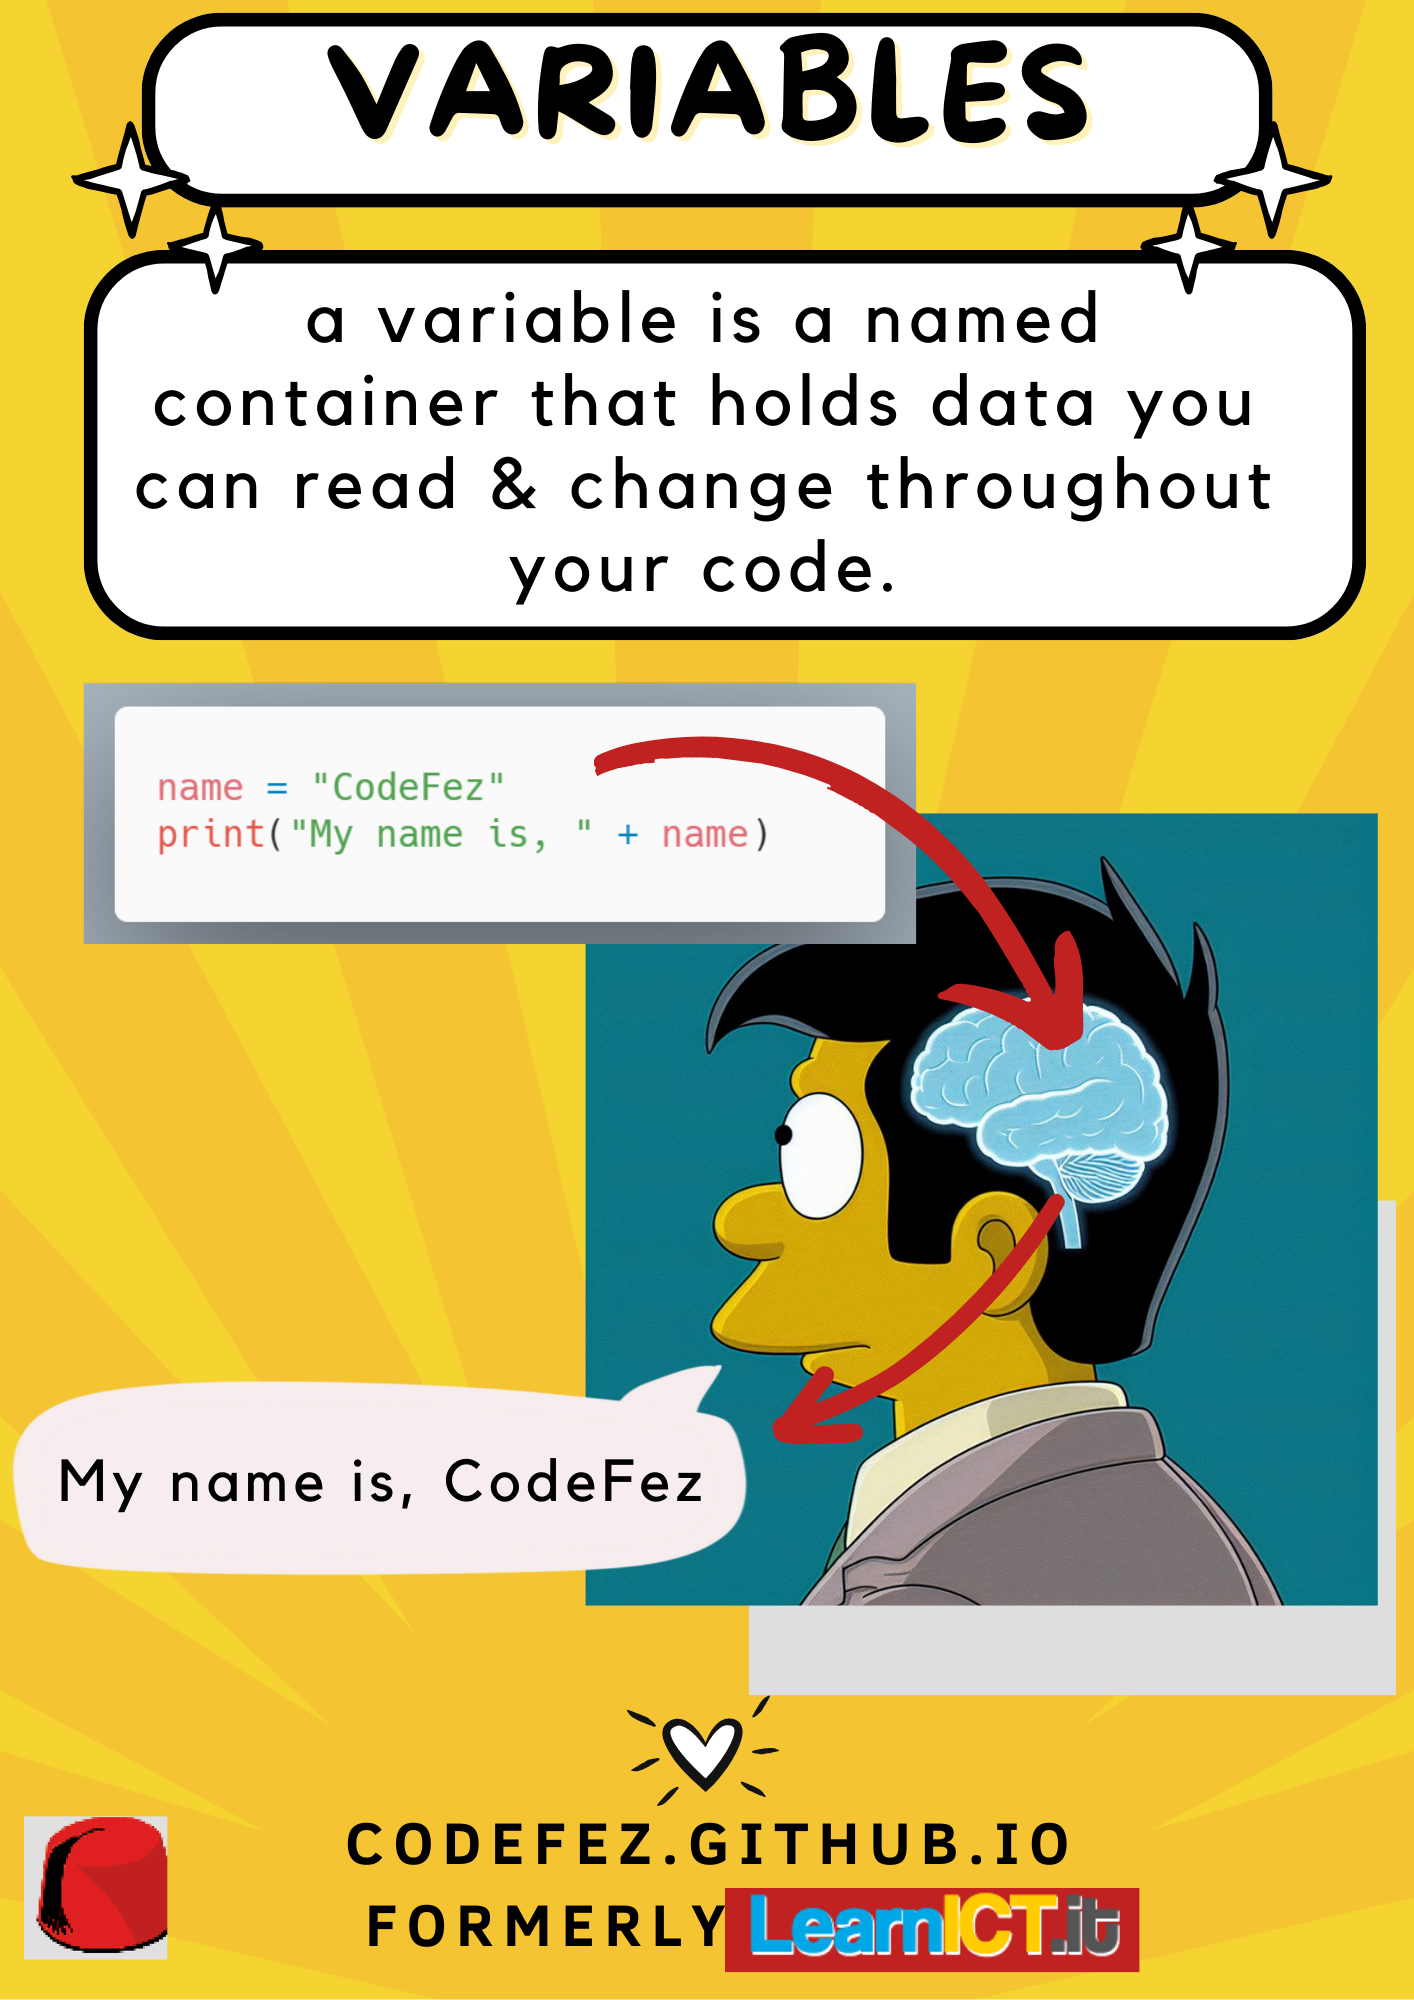 VARIABLES
a variable is a named
container that holds data you
can read & change throughout
your code.
name = "CodeFez"
print("My name is, " + name)
My name is, CodeFez
CODEFEZ.GITHUB.IO
FORMERLY LearnICT.it